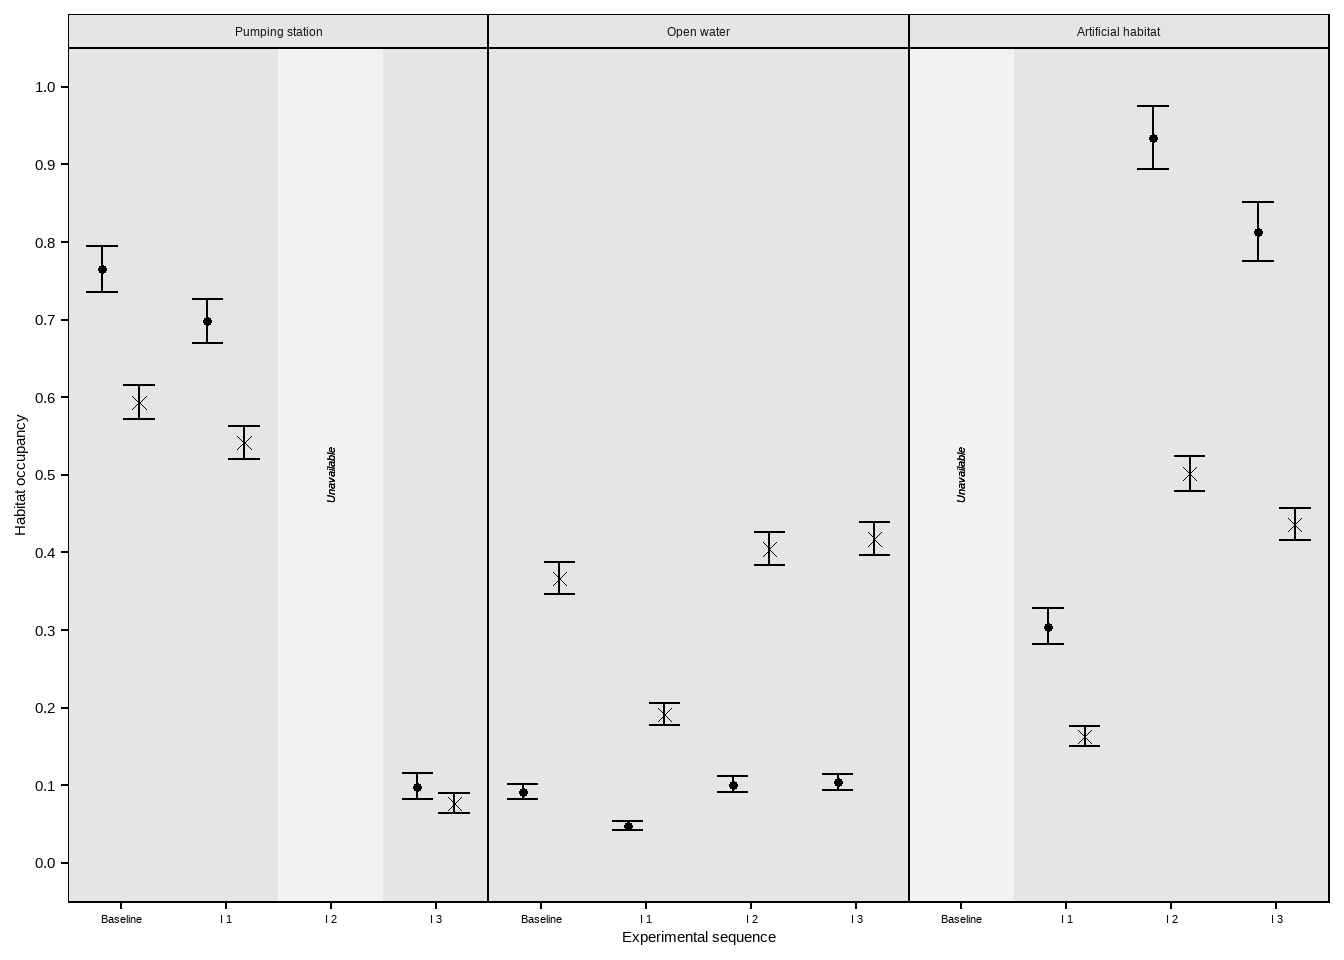 Pumping station
Open water
Artificial habitat
Habitat occupancy
1.0
0.9
0.8
0.7
0.6
0.5
0.4
0.3
0.2
0.1
0.0
Unavailable
Unavailable
Baseline I 1 I 2 I 3
Baseline I 1 I 2 I 3
Baseline I 1 I 2 I 3
Experimental sequence